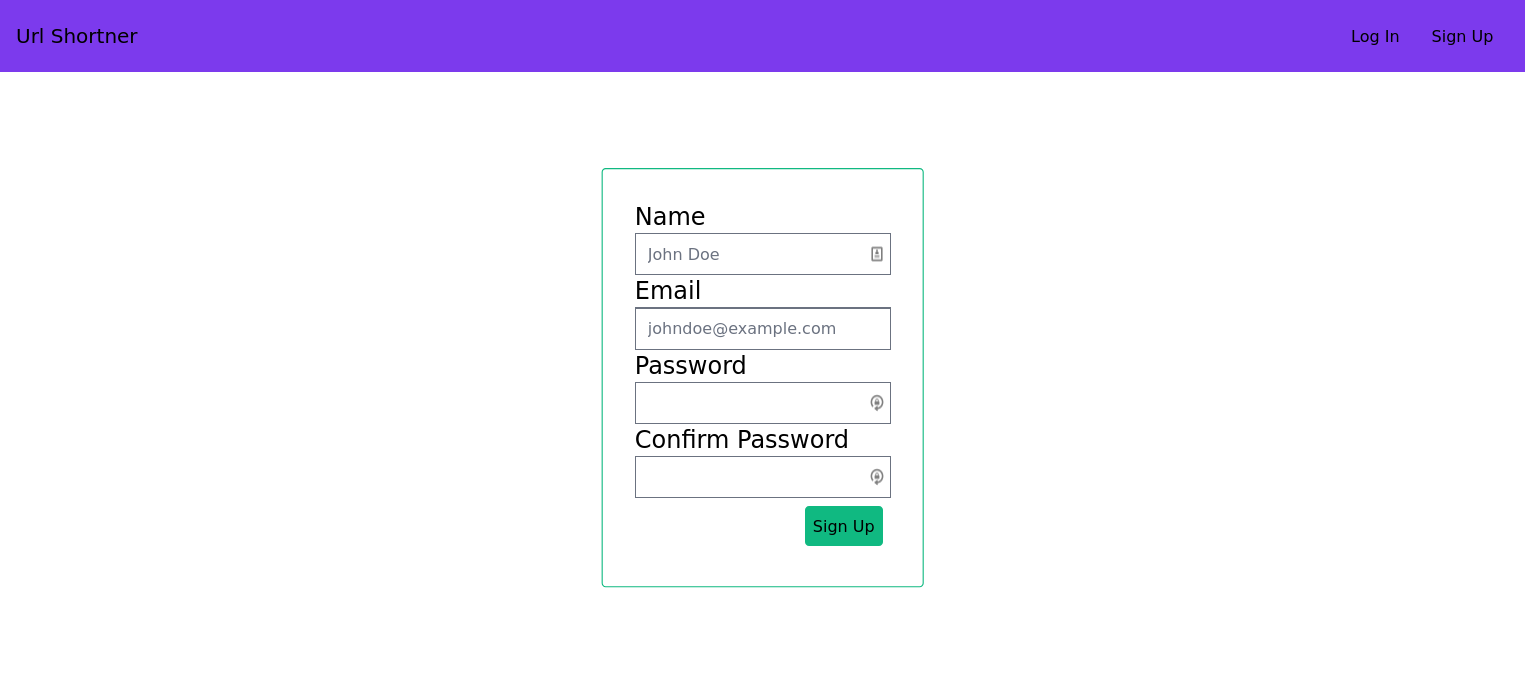 Url Shortner
Log In
Sign Up
Name
John Doe
Email
johndoe@example.com
Password
Confirm Password
Sign Up